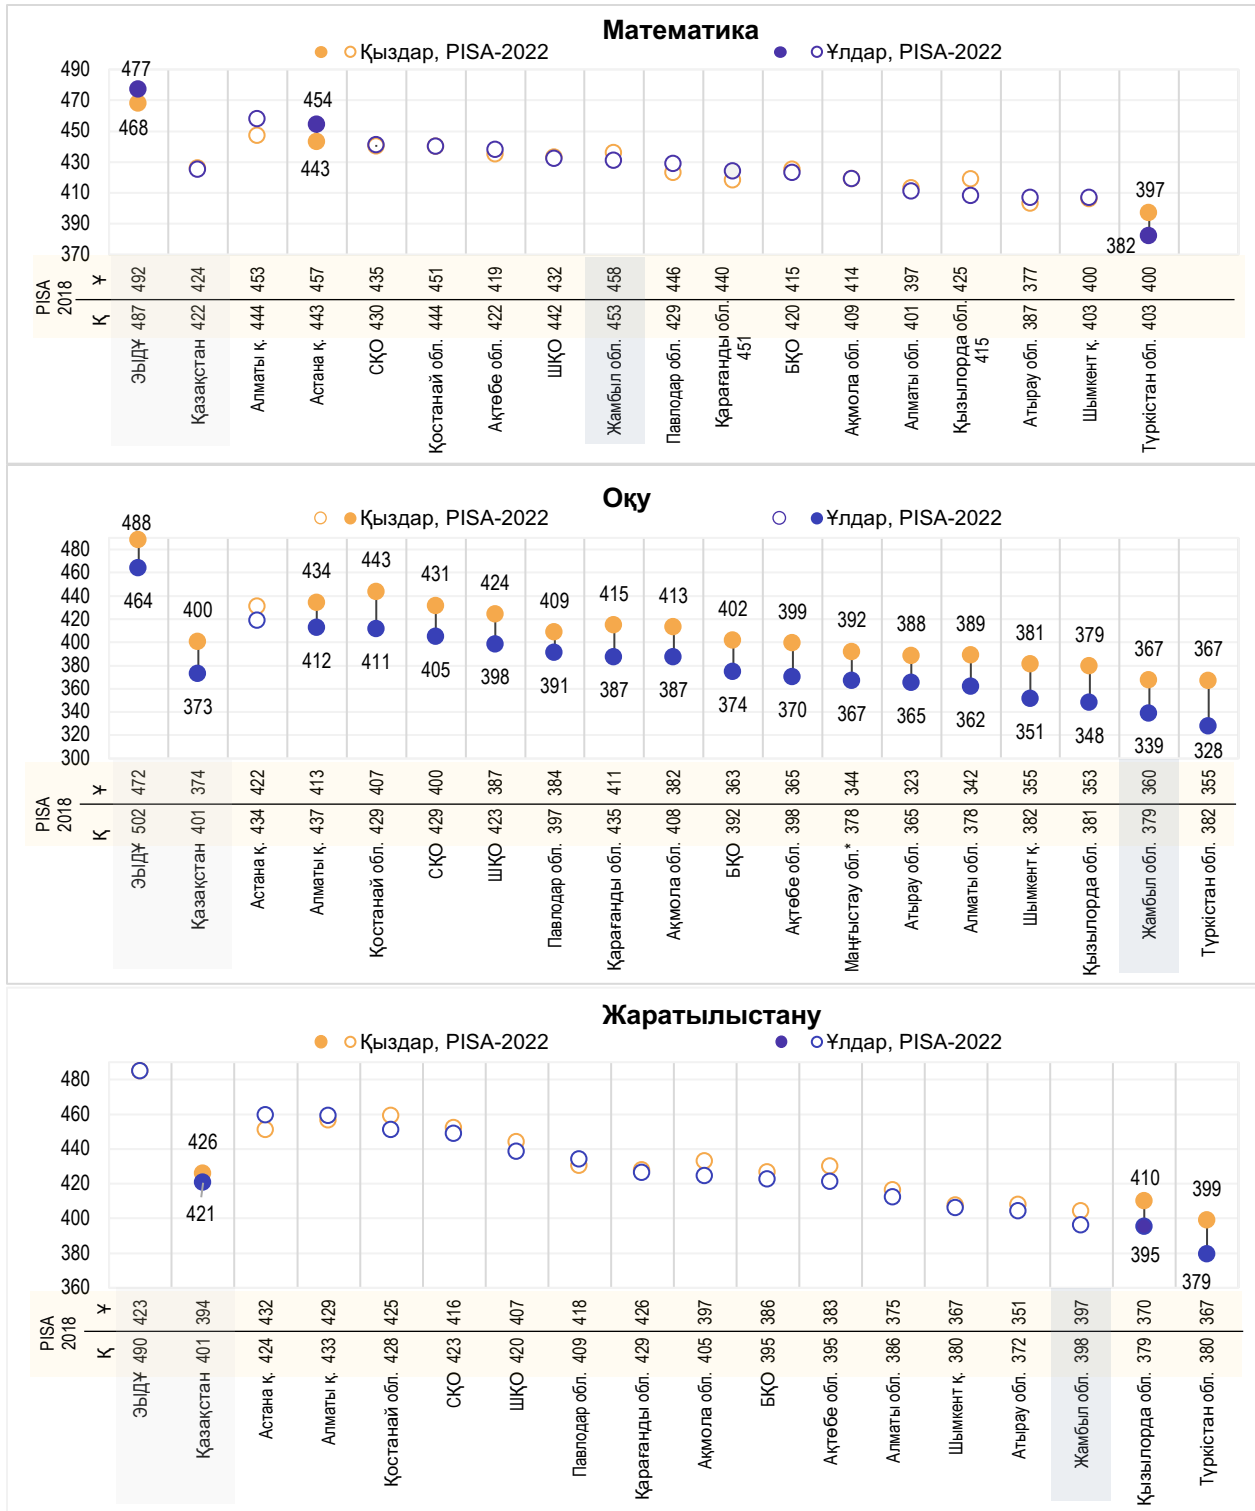 Математика
Қыздар, PISA-2022
Ұлдар, PISA-2022
490
470
450
430
410
390
370
477
468
454
443
397
382
PISA 2018
Ұ 492 424 453 457 435 451 419 432 458 446 440 415 414 397 425 377 400 400
Қ 487 422 444 443 430 444 422 442 453 429 451 420 409 401 415 387 403 403
ЭЫДҰ
Қазақстан
Алматы қ.
Астана қ.
СҚО
Қостанай обл.
Ақтөбе обл.
ШҚО
Жамбыл обл.
Павлодар обл.
Қарағанды обл.
БҚО
Ақмола обл.
Алматы обл.
Қызылорда обл.
Атырау обл.
Шымкент қ.
Түркістан обл.
Оқу
Қыздар, PISA-2022
Ұлдар, PISA-2022
480
460
440
420
400
380
360
340
320
300
488 400 434 443 431 424 409 415 413 402 399 392 388 389 381 379 367 367
464 373 412 411 405 398 391 387 387 374 370 367 365 362 351 348 339 328
PISA 2018
Ұ 472 374 422 413 407 400 387 384 411 382 363 365 344 323 342 355 353 360 355
Қ 502 401 434 437 429 429 423 397 435 408 392 398 378 365 378 382 381 379 382
ЭЫДҰ
Қазақстан
Астана қ.
Алматы қ.
Қостанай обл.
СҚО
ШҚО
Павлодар обл.
Қарағанды обл.
Ақмола обл.
БҚО
Ақтөбе обл.
Маңғыстау обл.*
Атырау обл.
Алматы обл.
Шымкент қ.
Қызылорда обл.
Жамбыл обл.
Түркістан обл.
Жаратылыстану
Қыздар, PISA-2022
Ұлдар, PISA-2022
480
460
440
420
400
380
360
426
421
410
395
399
379
PISA 2018
Ұ 423 394 432 429 425 416 407 418 426 397 386 383 375 367 351 397 370 367
Қ 490 401 424 433 428 423 420 409 429 405 395 395 386 380 372 398 379 380
ЭЫДҰ
Қазақстан
Астана қ.
Алматы қ.
Қостанай обл.
СҚО
ШҚО
Павлодар обл.
Қарағанды обл.
Ақмола обл.
БҚО
Ақтөбе обл.
Алматы обл.
Шымкент қ.
Атырау обл.
Жамбыл обл.
Қызылорда обл.
Түркістан обл.